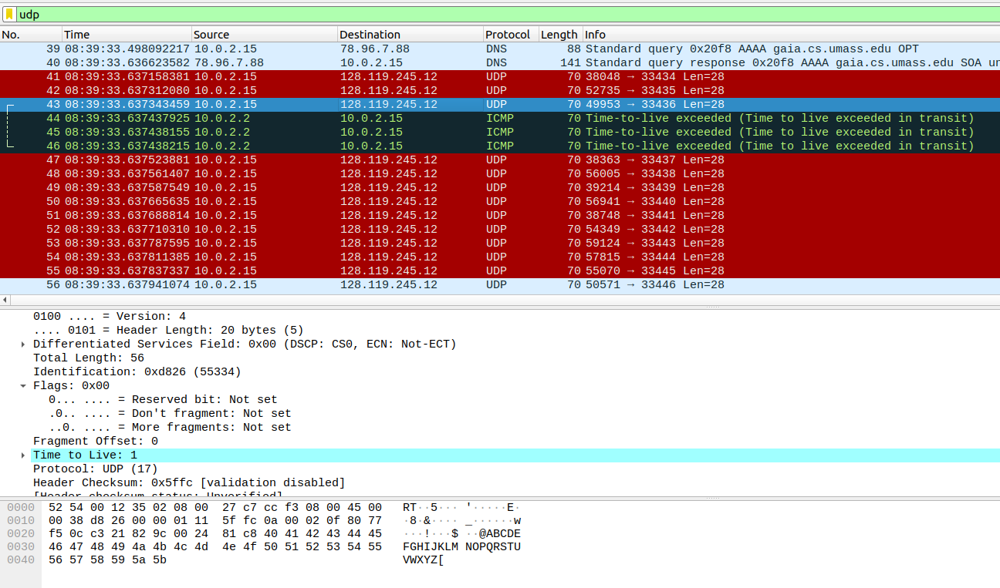 udp
No. Time Source Destination Protocol Length Info
39 08:39:33.498092217 10.0.2.15 78.96.7.88 DNS 88 Standard query 0x20f8 AAAA gaia.cs.umass.edu OPT
40 08:39:33.636623582 78.96.7.88 10.0.2.15 DNS 141 Standard query response 0x20f8 AAAA gaia.cs.umass.edu SOA un
41 08:39:33.637158381 10.0.2.15 128.119.245.12 UDP 70 38048 → 33434 Len=28
42 08:39:33.637312080 10.0.2.15 128.119.245.12 UDP 70 52735 → 33435 Len=28
43 08:39:33.637343459 10.0.2.15 128.119.245.12 UDP 70 49953 → 33436 Len=28
44 08:39:33.637437925 10.0.2.2 10.0.2.15 ICMP 70 Time-to-live exceeded (Time to live exceeded in transit)
45 08:39:33.637438155 10.0.2.2 10.0.2.15 ICMP 70 Time-to-live exceeded (Time to live exceeded in transit)
46 08:39:33.637438215 10.0.2.2 10.0.2.15 ICMP 70 Time-to-live exceeded (Time to live exceeded in transit)
47 08:39:33.637523881 10.0.2.15 128.119.245.12 UDP 70 38363 → 33437 Len=28
48 08:39:33.637561407 10.0.2.15 128.119.245.12 UDP 70 56005 → 33438 Len=28
49 08:39:33.637587549 10.0.2.15 128.119.245.12 UDP 70 39214 → 33439 Len=28
50 08:39:33.637665635 10.0.2.15 128.119.245.12 UDP 70 56941 → 33440 Len=28
51 08:39:33.637688814 10.0.2.15 128.119.245.12 UDP 70 38748 → 33441 Len=28
52 08:39:33.637710310 10.0.2.15 128.119.245.12 UDP 70 54349 → 33442 Len=28
53 08:39:33.637787595 10.0.2.15 128.119.245.12 UDP 70 59124 → 33443 Len=28
54 08:39:33.637811385 10.0.2.15 128.119.245.12 UDP 70 57815 → 33444 Len=28
55 08:39:33.637837337 10.0.2.15 128.119.245.12 UDP 70 55070 → 33445 Len=28
56 08:39:33.637941074 10.0.2.15 128.119.245.12 UDP 70 50571 → 33446 Len=28
0100 .... = Version: 4
.... 0101 = Header Length: 20 bytes (5)
Differentiated Services Field: 0x00 (DSCP: CS0, ECN: Not-ECT)
Total Length: 56
Identification: 0xd826 (55334)
Flags: 0x00
0... .... = Reserved bit: Not set
.0.. .... = Don't fragment: Not set
..0. .... = More fragments: Not set
Fragment Offset: 0
Time to Live: 1
Protocol: UDP (17)
Header Checksum: 0x5ffc [validation disabled]
[Header checksum status: Unverified]
0000 52 54 00 12 35 02 08 00 27 c7 cc f3 08 00 45 00 RT··5··· '·····E·
0010 00 38 d8 26 00 00 01 11 5f fc 0a 00 02 0f 80 77 ·8·&···· _······w
0020 f5 0c c3 21 82 9c 00 24 81 c8 40 41 42 43 44 45 ···!···$ ··@ABCDE
0030 46 47 48 49 4a 4b 4c 4d 4e 4f 50 51 52 53 54 55 FGHIJKLM NOPQRSTU
0040 56 57 58 59 5a 5b VWXYZ[